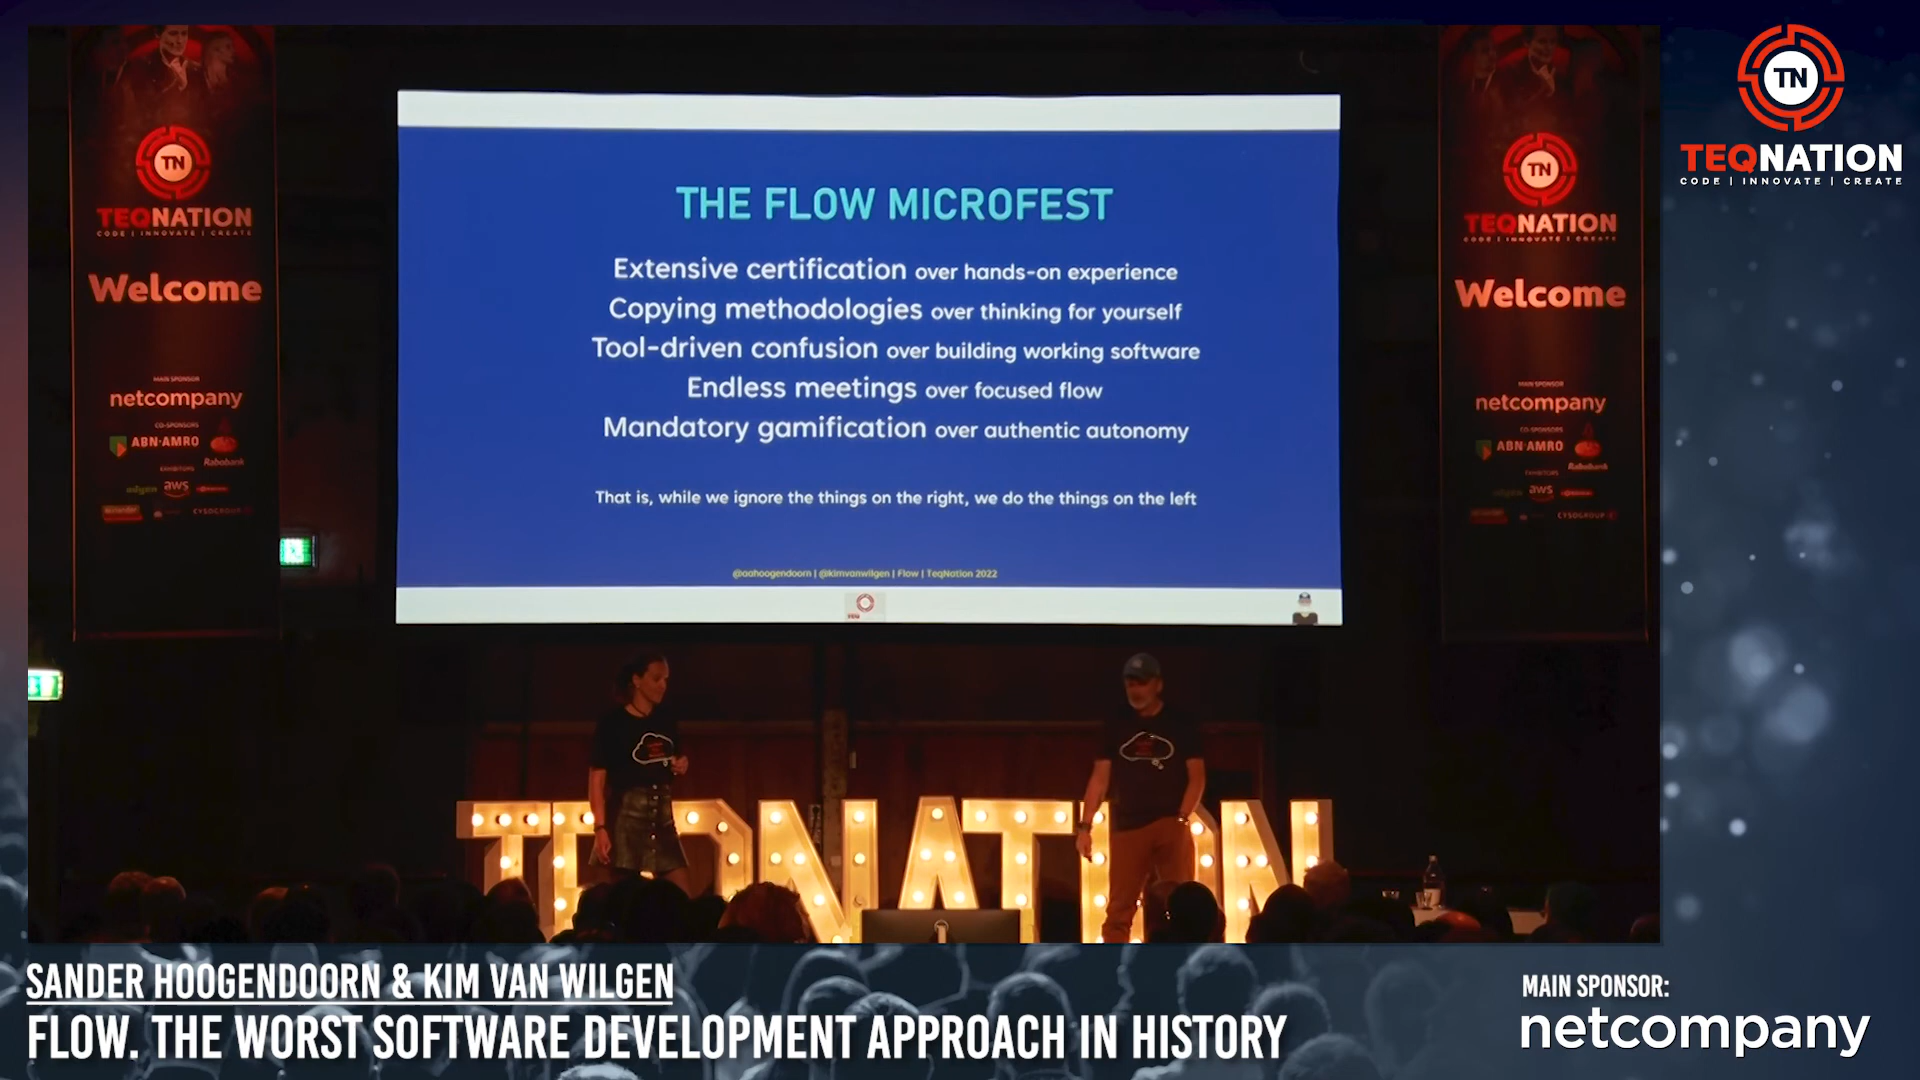 TN
TEQNATION
CODE | INNOVATE | CREATE
TN
TEQNATION
CODE | INNOVATE | CREATE
Welcome
MAIN SPONSOR
netcompany
CO-SPONSORS
ABN·AMRO
Rabobank
EXHIBITORS
adyen
aws
CYSOGROUP
THE FLOW MICROFEST
Extensive certification over hands-on experience
Copying methodologies over thinking for yourself
Tool-driven confusion over building working software
Endless meetings over focused flow
Mandatory gamification over authentic autonomy
That is, while we ignore the things on the right, we do the things on the left
@aahoogendoorn | @kimvanwilgen | Flow | TeqNation 2022
TN
TEQNATION
CODE | INNOVATE | CREATE
Welcome
MAIN SPONSOR
netcompany
CO-SPONSORS
ABN·AMRO
Rabobank
EXHIBITORS
aws
CYSOGROUP
TEQNATION
SANDER HOOGENDOORN & KIM VAN WILGEN
FLOW. THE WORST SOFTWARE DEVELOPMENT APPROACH IN HISTORY
MAIN SPONSOR:
netcompany